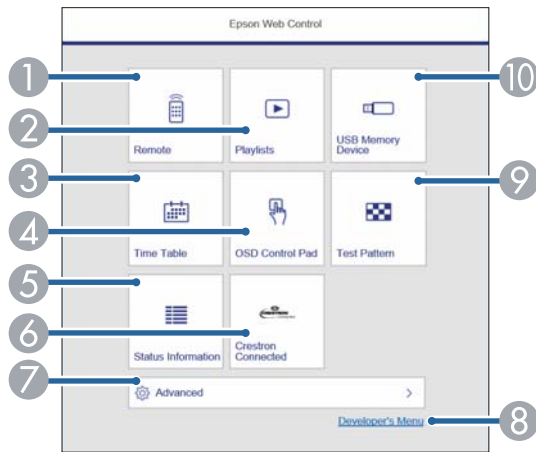 Epson Web Control
1
2
3
4
5
6
7
8
9
10
Remote
Playlists
USB Memory
Device
Time Table
OSD Control Pad
Test Pattern
CRESTRON
Status Information
Crestron
Connected
Advanced
Developer's Menu